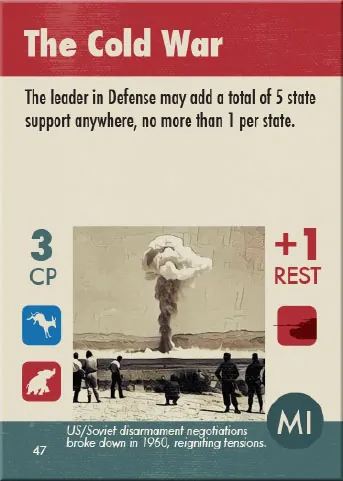 The Cold War
The leader in Defense may add a total of 5 state
support anywhere, no more than 1 per state.
3
CP
+1
REST
MI
US/Soviet disarmament negotiations
broke down in 1960, reigniting tensions.
47